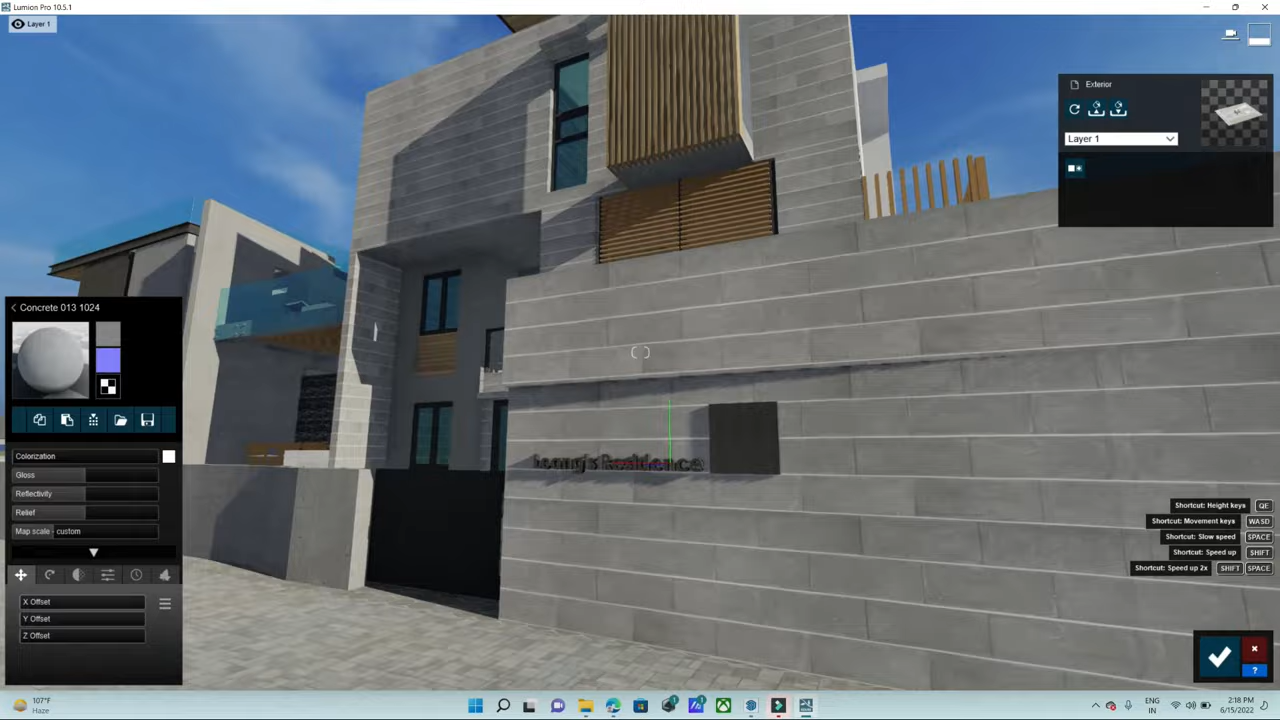 Lumion Pro 10.5.1
Layer 1
Exterior
Layer 1
Concrete 013 1024
Colorization
Gloss
Reflectivity
Relief
Map scale - custom
X Offset
Y Offset
Z Offset
Residence
Shortcut: Height keys QE
Shortcut: Movement keys WASD
Shortcut: Slow speed SPACE
Shortcut: Speed up SHIFT
Shortcut: Speed up 2x SHIFT SPACE
?
107°F
Haze
ENG
IN
2:18 PM
6/15/2022